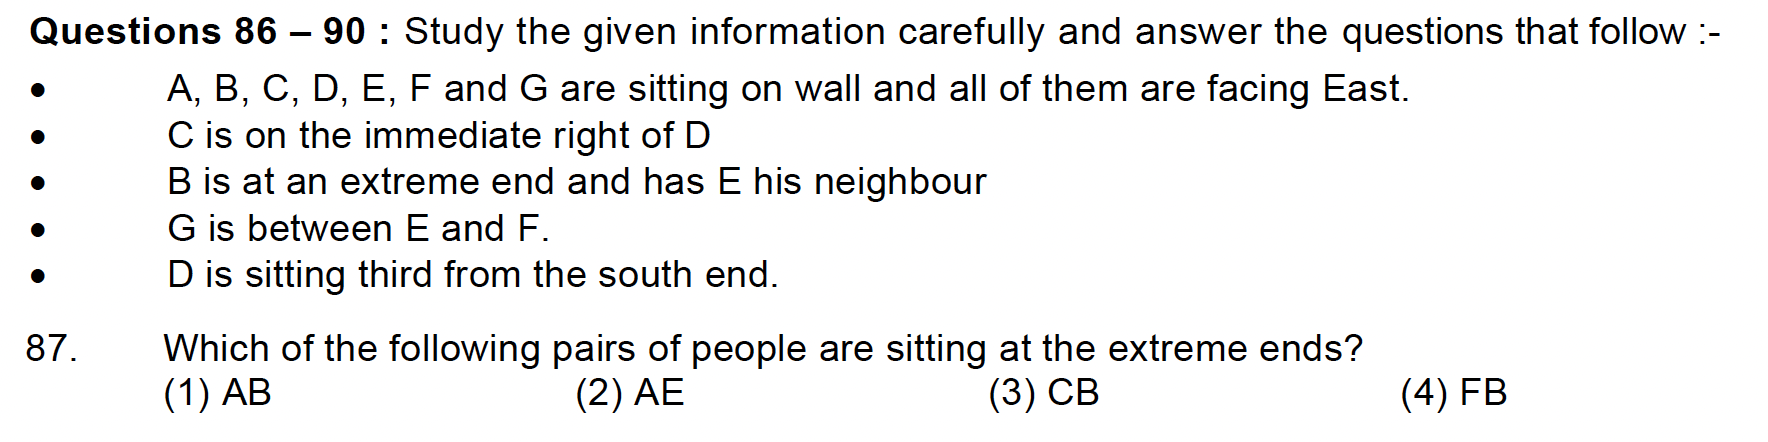 Questions 86 – 90 : Study the given information carefully and answer the questions that follow :-
• A, B, C, D, E, F and G are sitting on wall and all of them are facing East.
• C is on the immediate right of D
• B is at an extreme end and has E his neighbour
• G is between E and F.
• D is sitting third from the south end.
87. Which of the following pairs of people are sitting at the extreme ends?
(1) AB (2) AE (3) CB (4) FB